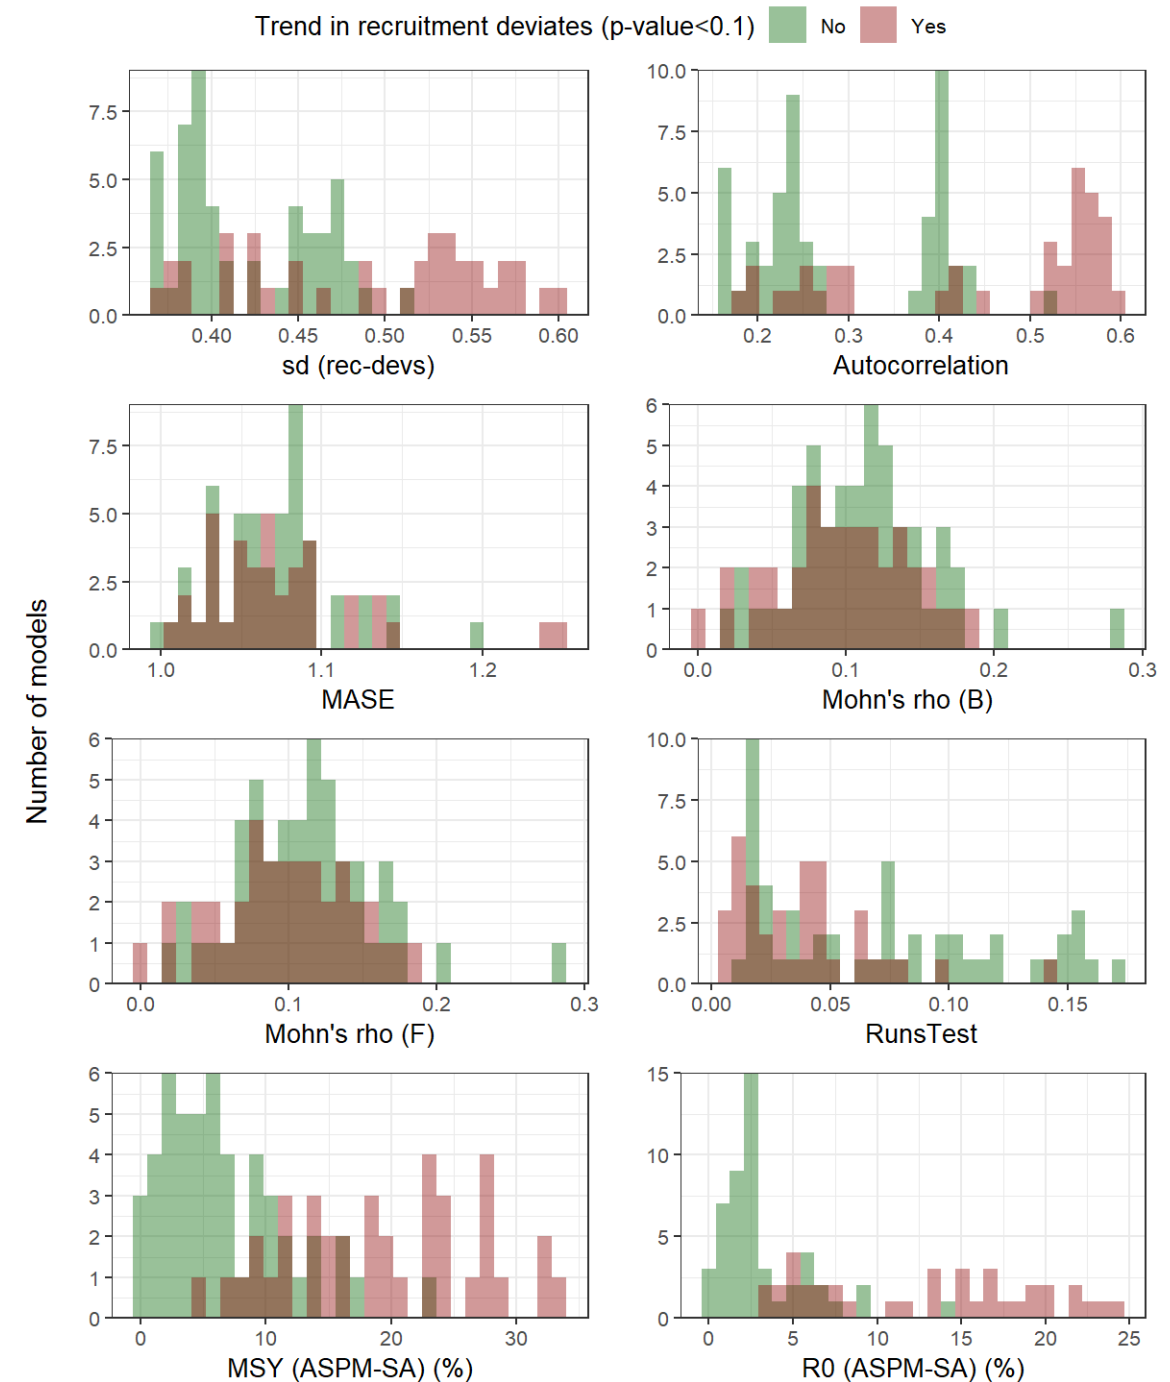 Trend in recruitment deviates (p-value<0.1) No Yes
7.5
5.0
2.5
0.0
0.40 0.45 0.50 0.55 0.60
sd (rec-devs)
10.0
7.5
5.0
2.5
0.0
0.2 0.3 0.4 0.5 0.6
Autocorrelation
7.5
5.0
2.5
0.0
1.0 1.1 1.2
MASE
6
5
4
3
2
1
0
0.0 0.1 0.2 0.3
Mohn's rho (B)
Number of models
6
5
4
3
2
1
0
0.0 0.1 0.2 0.3
Mohn's rho (F)
10.0
7.5
5.0
2.5
0.0
0.00 0.05 0.10 0.15
RunsTest
6
5
4
3
2
1
0
0 10 20 30
MSY (ASPM-SA) (%)
15
10
5
0
0 5 10 15 20 25
R0 (ASPM-SA) (%)